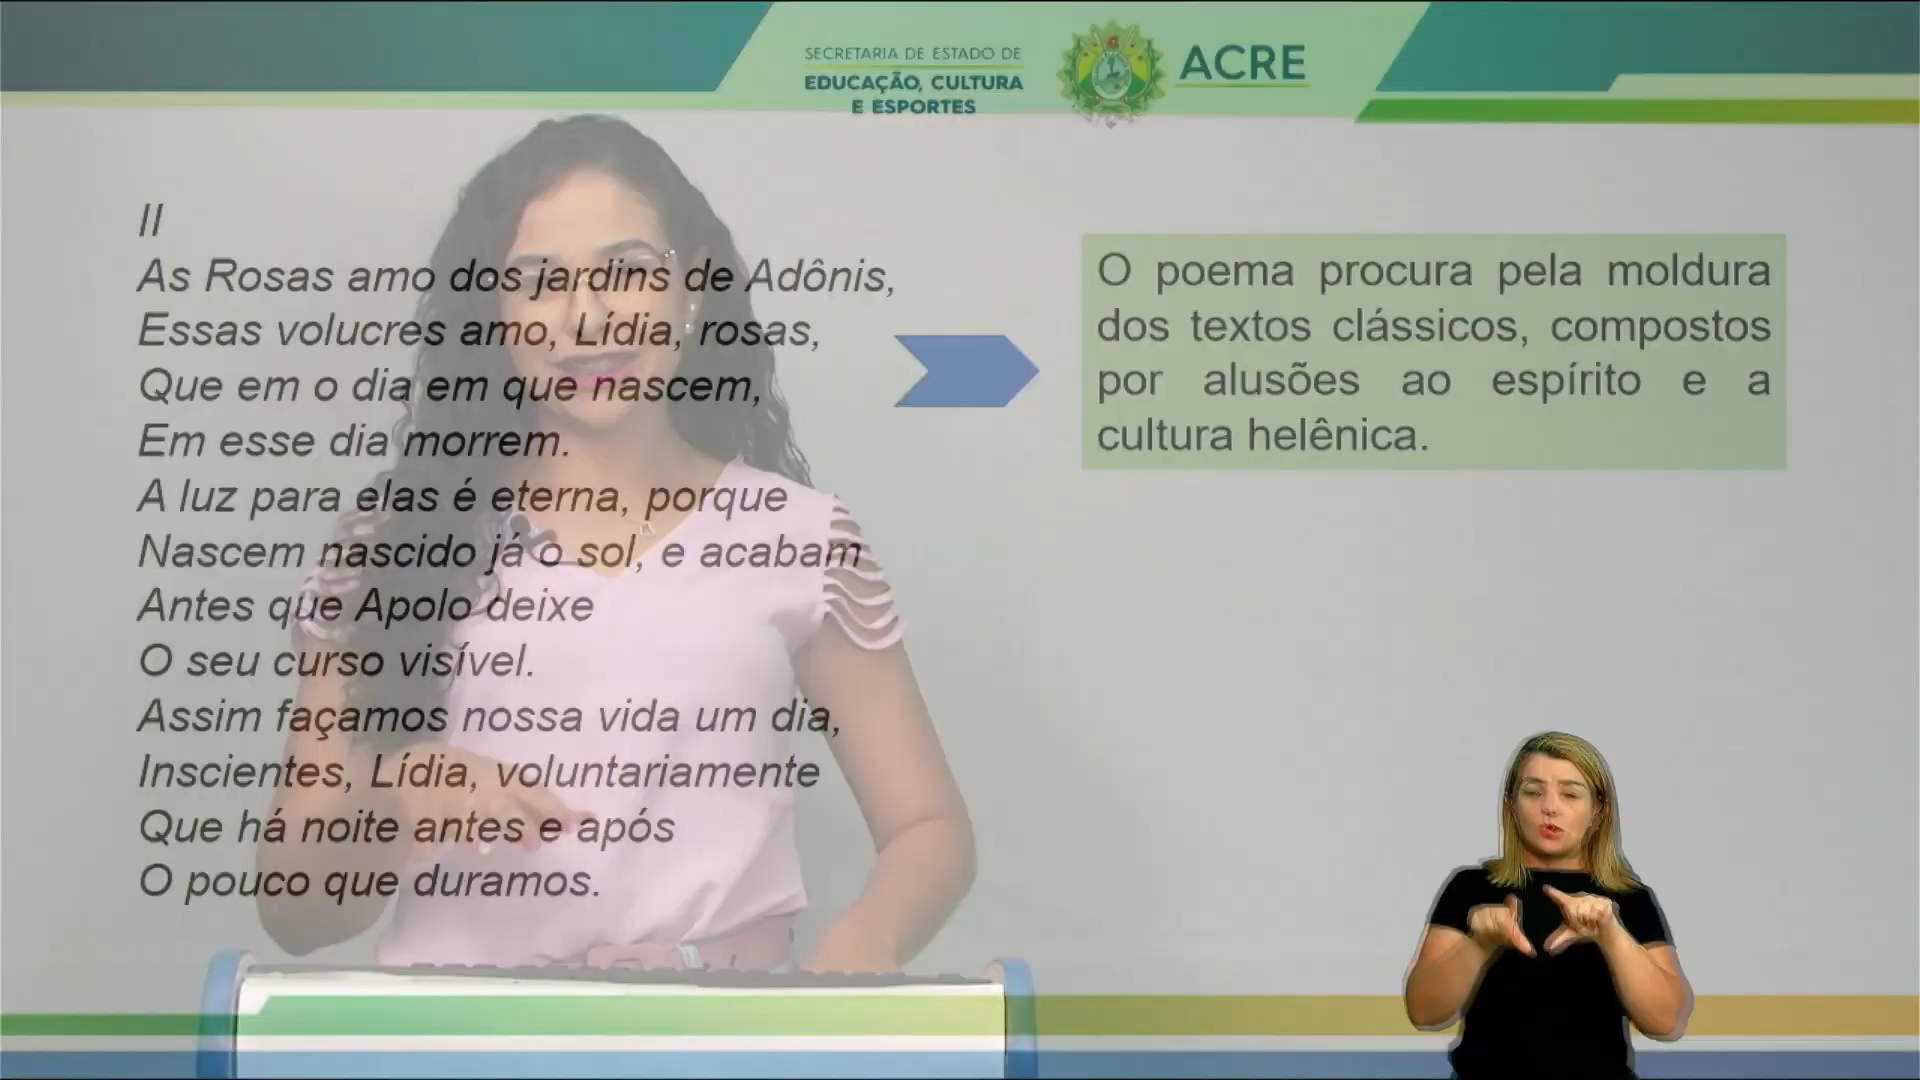 SECRETARIA DE ESTADO DE
EDUCAÇÃO, CULTURA
E ESPORTES
ACRE
II
As Rosas amo dos jardins de Adônis,
Essas volucres amo, Lídia, rosas,
Que em o dia em que nascem,
Em esse dia morrem.
A luz para elas é eterna, porque
Nascem nascido já o sol, e acabam
Antes que Apolo deixe
O seu curso visível.
Assim façamos nossa vida um dia,
Inscientes, Lídia, voluntariamente
Que há noite antes e após
O pouco que duramos.
O poema procura pela moldura
dos textos clássicos, compostos
por alusões ao espírito e a
cultura helênica.